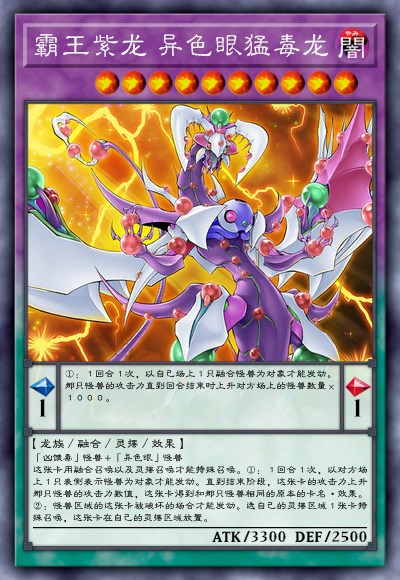 霸王紫龙 异色眼猛毒龙
やみ
闇
①：1回合1次，以自己场上1只融合怪兽为对象才能发动。
那只怪兽的攻击力直到回合结束时上升对方场上的怪兽数量×
1000。
1
1
【龙族／融合／灵摆／效果】
「凶饿毒」怪兽＋「异色眼」怪兽
这张卡用融合召唤以及灵摆召唤才能特殊召唤。①：1回合1次，以对方场
上1只表侧表示怪兽为对象才能发动。直到结束阶段，这张卡的攻击力上升
那只怪兽的攻击力数值，这张卡得到和那只怪兽相同的原本的卡名·效果。
②：怪兽区域的这张卡被破坏的场合才能发动。选自己的灵摆区域1张卡特
殊召唤，这张卡在自己的灵摆区域放置。
ATK/3300 DEF/2500